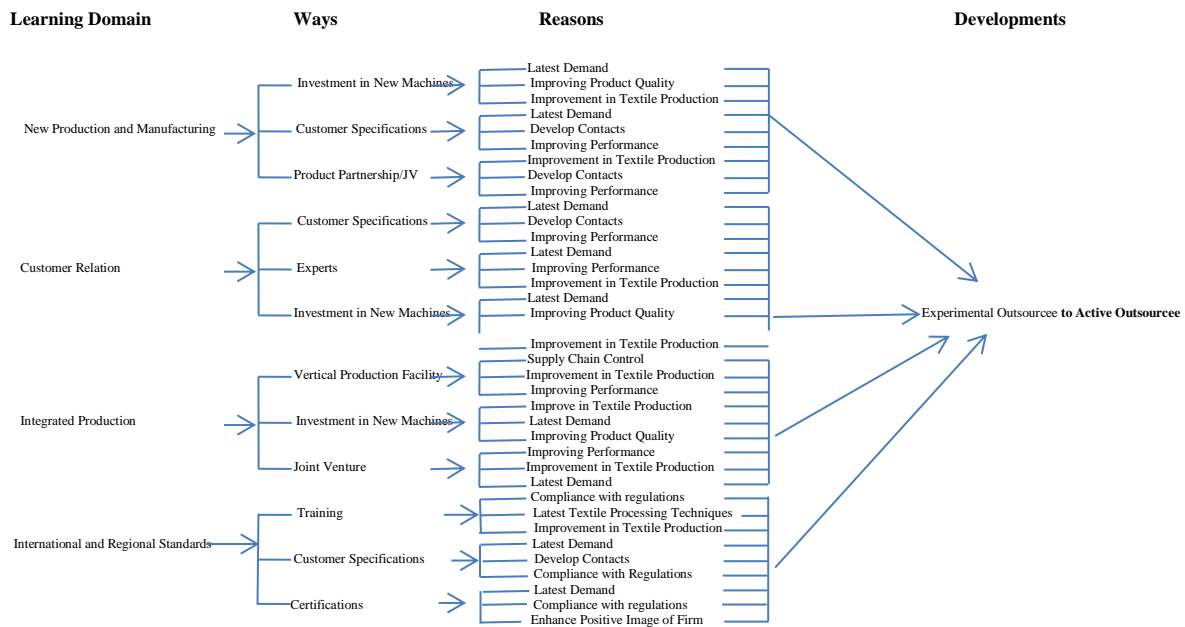 Learning Domain
Ways
Reasons
Developments
New Production and Manufacturing
Investment in New Machines
Latest Demand
Improving Product Quality
Improvement in Textile Production
Customer Specifications
Latest Demand
Develop Contacts
Improving Performance
Product Partnership/JV
Improvement in Textile Production
Develop Contacts
Improving Performance
Customer Relation
Customer Specifications
Latest Demand
Develop Contacts
Improving Performance
Experts
Latest Demand
Improving Performance
Improvement in Textile Production
Investment in New Machines
Latest Demand
Improving Product Quality
Improvement in Textile Production
Integrated Production
Vertical Production Facility
Supply Chain Control
Improvement in Textile Production
Improving Performance
Investment in New Machines
Improve in Textile Production
Latest Demand
Improving Product Quality
Joint Venture
Improving Performance
Improvement in Textile Production
Latest Demand
International and Regional Standards
Training
Compliance with regulations
Latest Textile Processing Techniques
Improvement in Textile Production
Customer Specifications
Latest Demand
Develop Contacts
Compliance with Regulations
Certifications
Latest Demand
Compliance with regulations
Enhance Positive Image of Firm
Experimental Outsourcee to Active Outsourcee